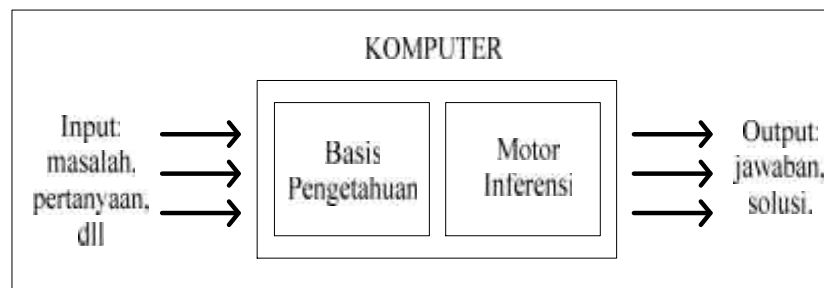 KOMPUTER
Input:
masalah,
pertanyaan,
dll
Basis
Pengetahuan
Motor
Inferensi
Output:
jawaban,
solusi.